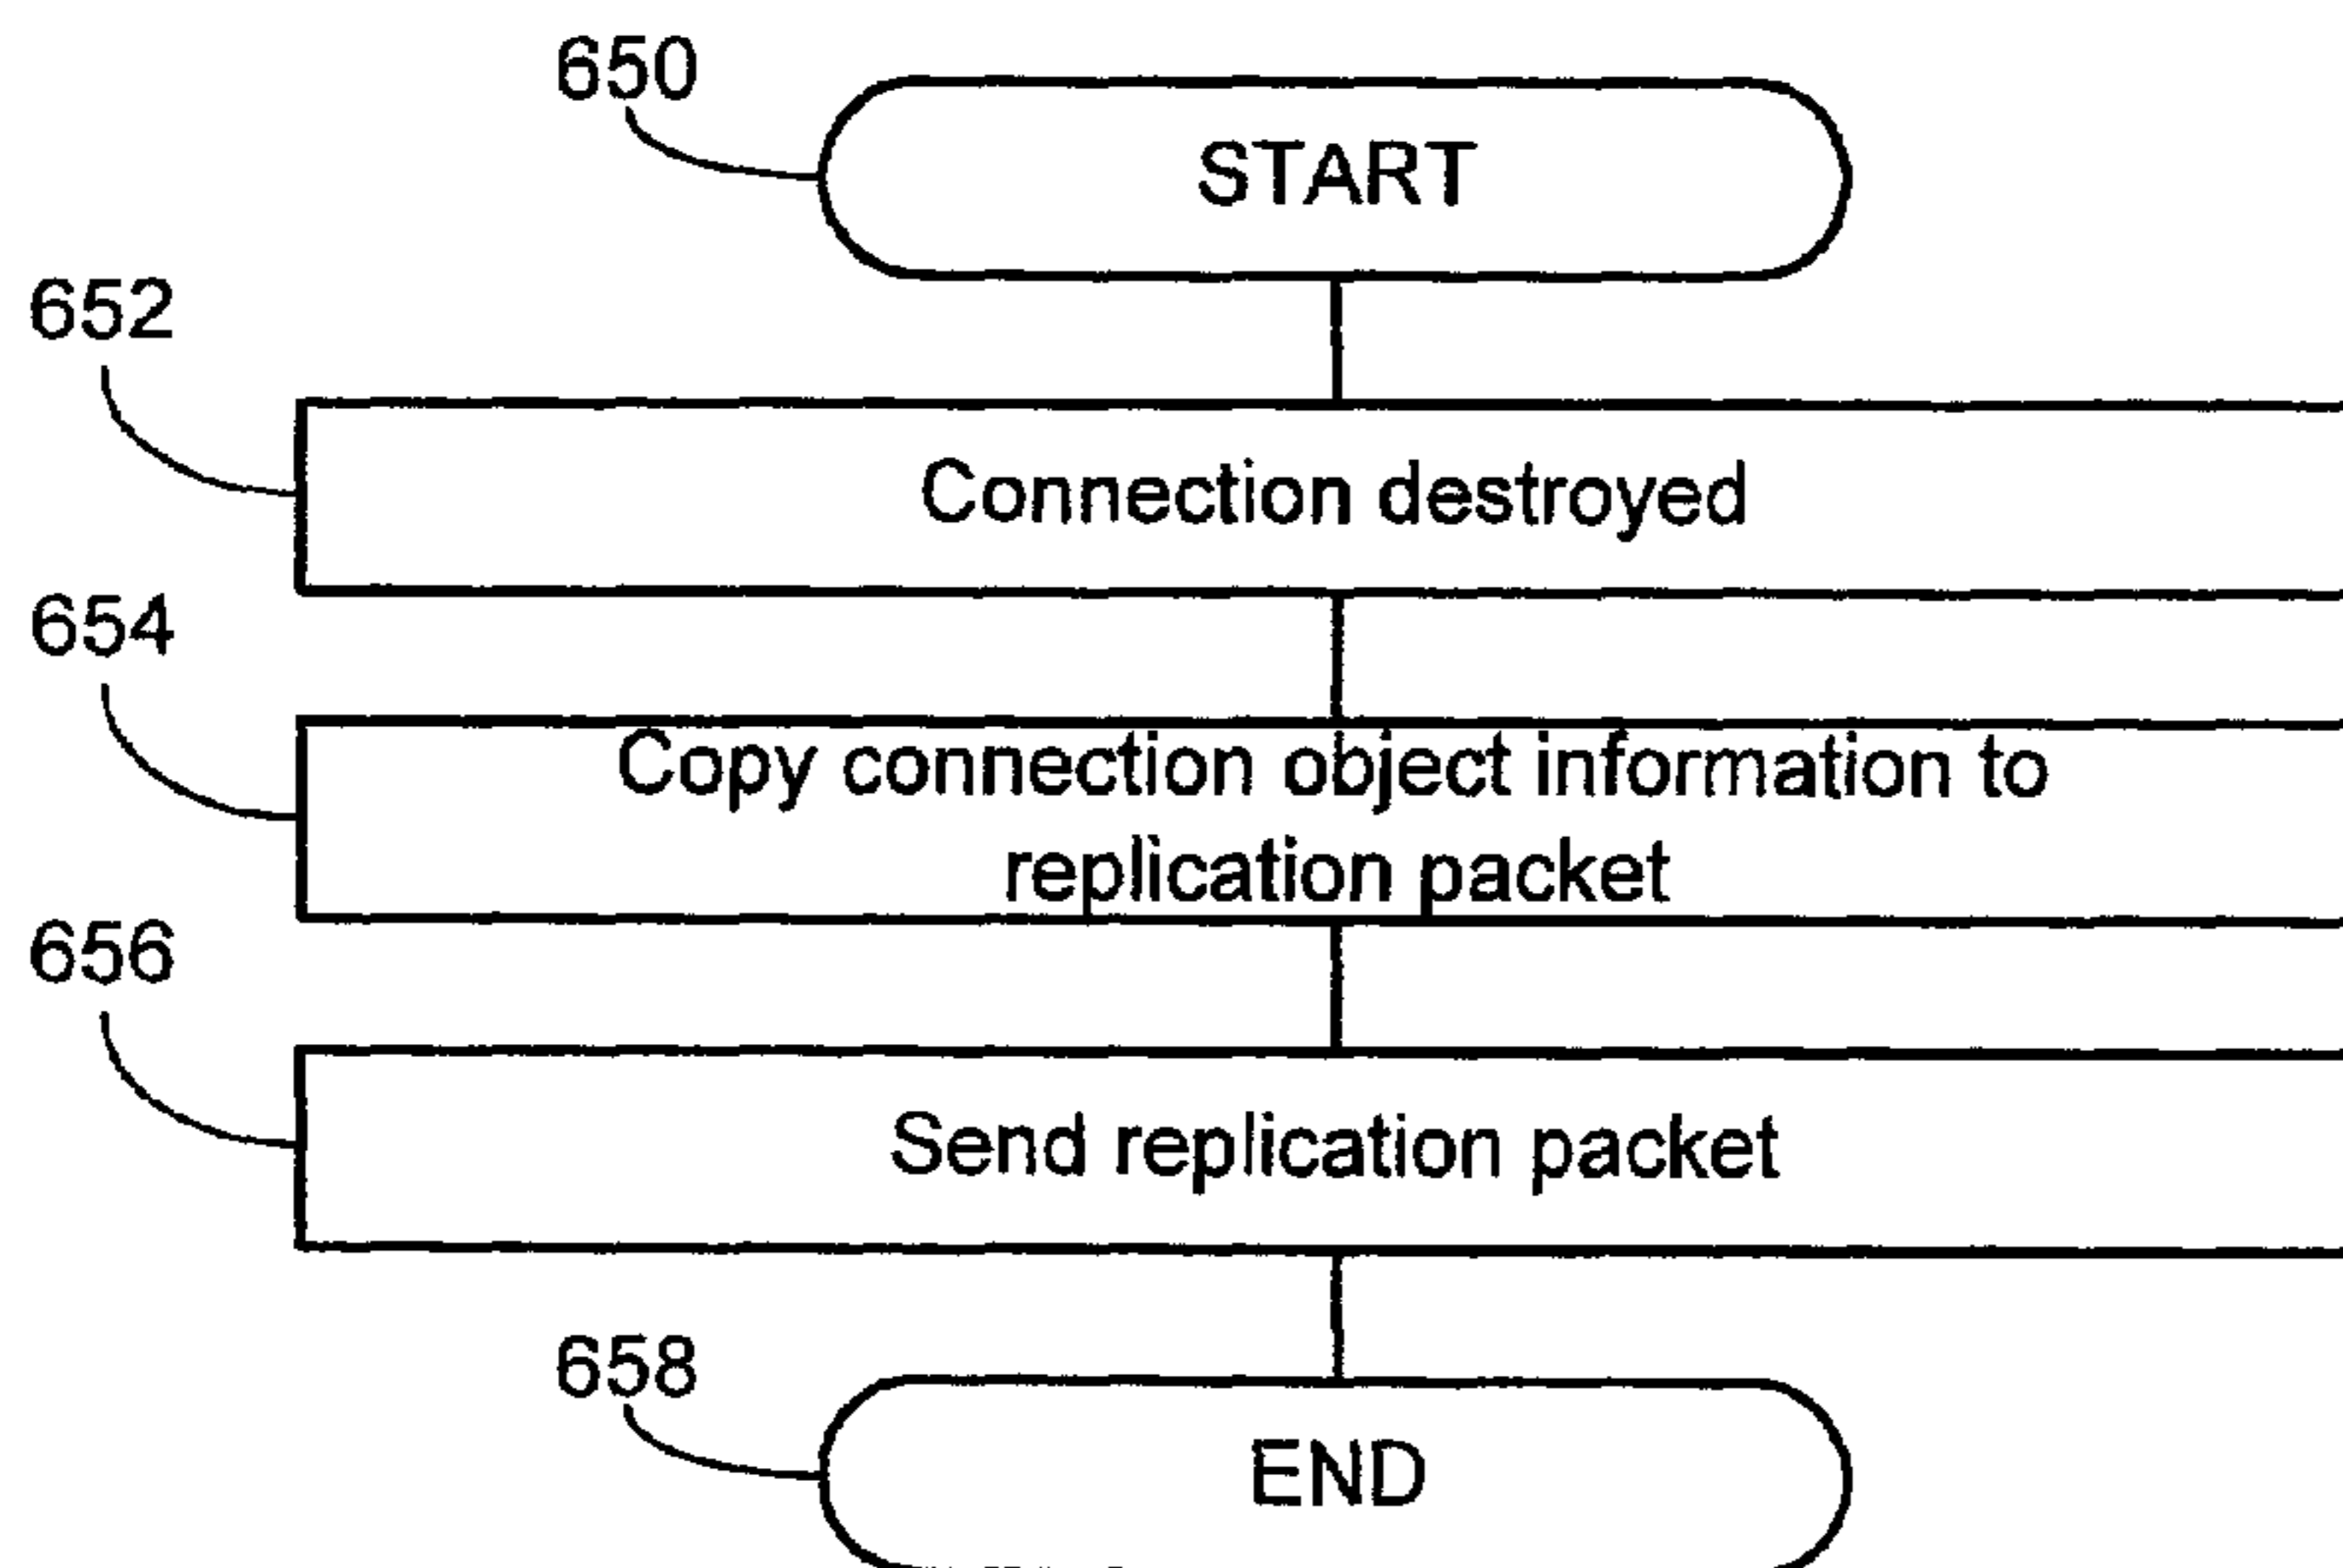 650
START
652
Connection destroyed
654
Copy connection object information to
replication packet
656
Send replication packet
658
END